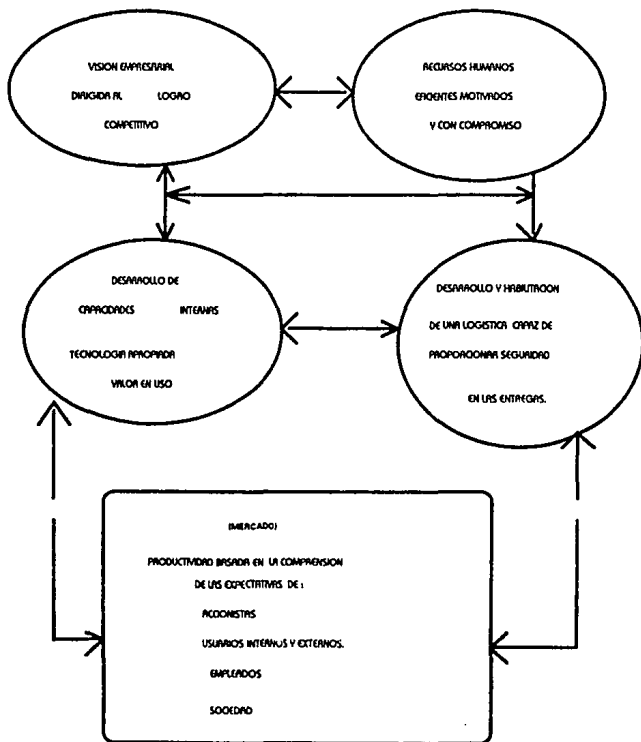 VISION EMPRESARIAL
DIRIGIDA AL LOGRO
COMPETITIVO
RECURSOS HUMANOS
EFICIENTES MOTIVADOS
Y CON COMPROMISO
DESARROLLO DE
CAPACIDADES INTERNAS
TECNOLOGIA APROPIADA
VALOR EN USO
DESARROLLO Y HABILITACION
DE UNA LOGISTICA CAPAZ DE
PROPORCIONAR SEGURIDAD
EN LAS ENTREGAS.
(MERCADO)
PRODUCTIVIDAD BASADA EN LA COMPRENSION
DE LAS EXPECTATIVAS DE :
ACCIONISTAS
USUARIOS INTERNOS Y EXTERNOS.
EMPLEADOS
SOCIEDAD